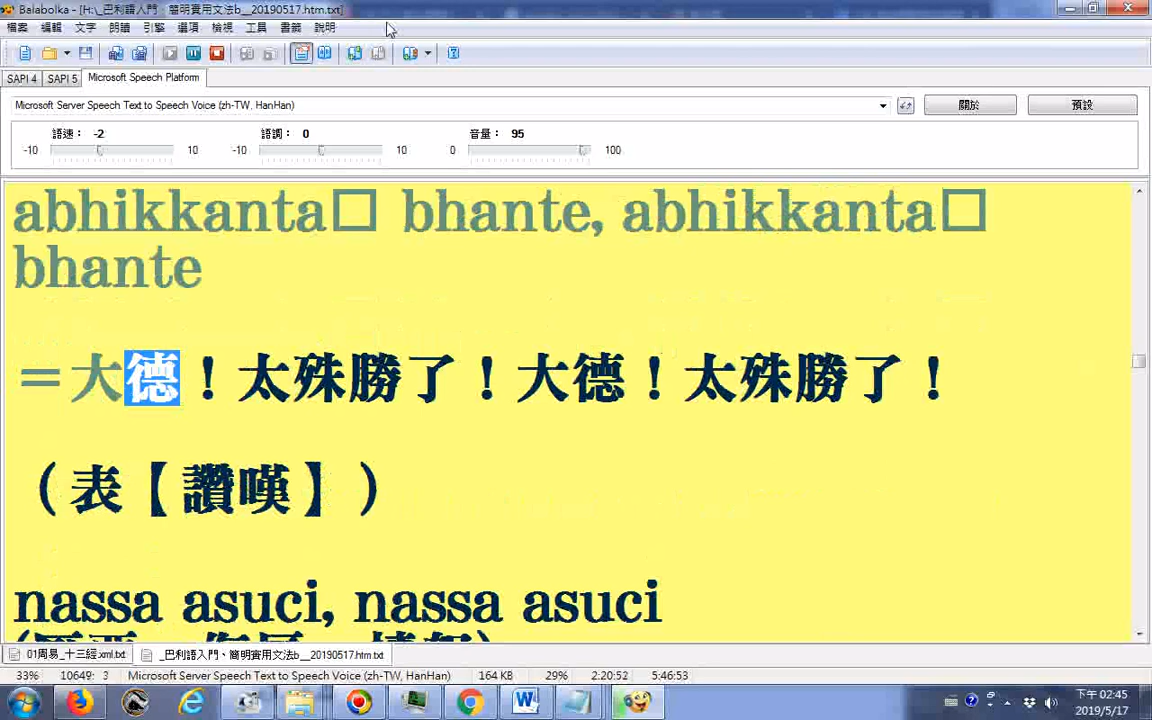 Balabolka - [H:\_巴利語入門、簡明實用文法b__20190517.htm.txt]
檔案 編輯 文字 朗讀 引擎 選項 檢視 工具 書籤 說明
SAPI 4 SAPI 5 Microsoft Speech Platform
Microsoft Server Speech Text to Speech Voice (zh-TW, HanHan) 關於 預設
語速： -2 語調： 0 音量： 95
-10 10 -10 10 0 100
abhikkanta□ bhante, abhikkanta□
bhante
＝大德！太殊勝了！大德！太殊勝了！
（表【讚嘆】）
nassa asuci, nassa asuci
01周易_十三經.xml.txt _巴利語入門、簡明實用文法b__20190517.htm.txt
33% 10649: 3 Microsoft Server Speech Text to Speech Voice (zh-TW, HanHan) 164 KB 29% 2:20:52 5:46:53
下午 02:45
2019/5/17